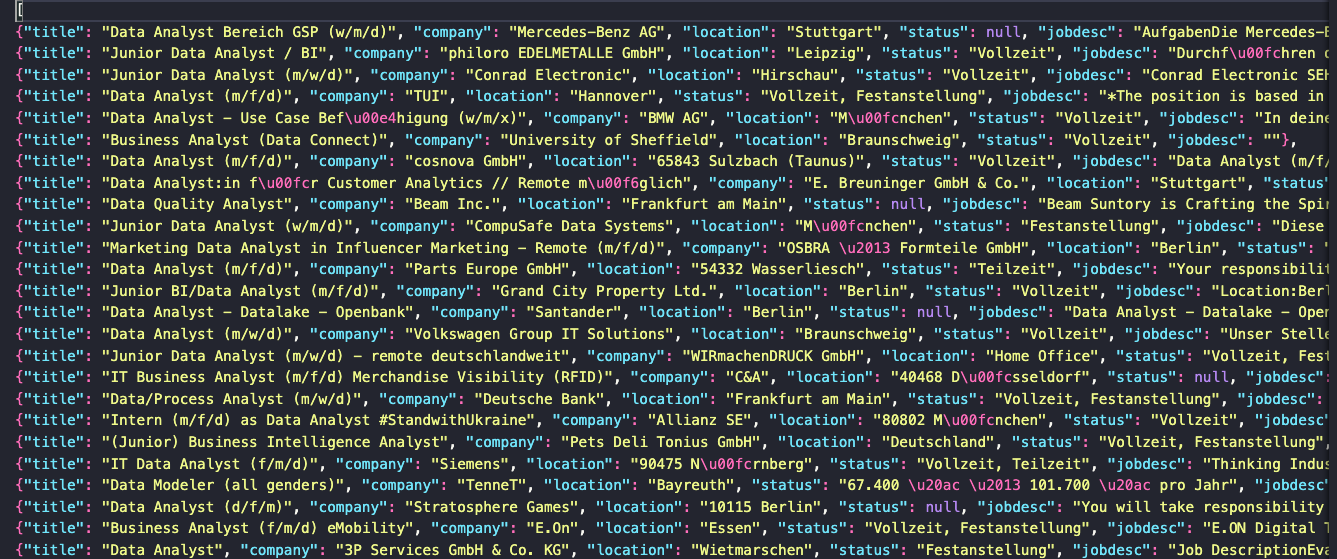 [
{"title": "Data Analyst Bereich GSP (w/m/d)", "company": "Mercedes-Benz AG", "location": "Stuttgart", "status": null, "jobdesc": "AufgabenDie Mercedes-B
{"title": "Junior Data Analyst / BI", "company": "philoro EDELMETALLE GmbH", "location": "Leipzig", "status": "Vollzeit", "jobdesc": "Durchf\u00fchren
{"title": "Junior Data Analyst (m/w/d)", "company": "Conrad Electronic", "location": "Hirschau", "status": "Vollzeit", "jobdesc": "Conrad Electronic SEH
{"title": "Data Analyst (m/f/d)", "company": "TUI", "location": "Hannover", "status": "Vollzeit, Festanstellung", "jobdesc": "*The position is based in
{"title": "Data Analyst - Use Case Bef\u00e4higung (w/m/x)", "company": "BMW AG", "location": "M\u00fcnchen", "status": "Vollzeit", "jobdesc": "In deine
{"title": "Business Analyst (Data Connect)", "company": "University of Sheffield", "location": "Braunschweig", "status": "Vollzeit", "jobdesc": ""},
{"title": "Data Analyst (m/f/d)", "company": "cosnova GmbH", "location": "65843 Sulzbach (Taunus)", "status": "Vollzeit", "jobdesc": "Data Analyst (m/f/
{"title": "Data Analyst:in f\u00fcr Customer Analytics // Remote m\u00f6glich", "company": "E. Breuninger GmbH & Co.", "location": "Stuttgart", "status"
{"title": "Data Quality Analyst", "company": "Beam Inc.", "location": "Frankfurt am Main", "status": null, "jobdesc": "Beam Suntory is Crafting the Spir
{"title": "Junior Data Analyst (w/m/d)", "company": "CompuSafe Data Systems", "location": "M\u00fcnchen", "status": "Festanstellung", "jobdesc": "Diese
{"title": "Marketing Data Analyst in Influencer Marketing - Remote (m/f/d)", "company": "OSBRA \u2013 Formteile GmbH", "location": "Berlin", "status": "
{"title": "Data Analyst (m/f/d)", "company": "Parts Europe GmbH", "location": "54332 Wasserliesch", "status": "Teilzeit", "jobdesc": "Your responsibilit
{"title": "Junior BI/Data Analyst (m/f/d)", "company": "Grand City Property Ltd.", "location": "Berlin", "status": "Vollzeit", "jobdesc": "Location:Berl
{"title": "Data Analyst - Datalake - Openbank", "company": "Santander", "location": "Berlin", "status": null, "jobdesc": "Data Analyst - Datalake - Open
{"title": "Data Analyst (m/w/d)", "company": "Volkswagen Group IT Solutions", "location": "Braunschweig", "status": "Vollzeit", "jobdesc": "Unser Stelle
{"title": "Junior Data Analyst (m/w/d) - remote deutschlandweit", "company": "WIRmachenDRUCK GmbH", "location": "Home Office", "status": "Vollzeit, Fest
{"title": "IT Business Analyst (m/f/d) Merchandise Visibility (RFID)", "company": "C&A", "location": "40468 D\u00fcsseldorf", "status": null, "jobdesc":
{"title": "Data/Process Analyst (m/w/d)", "company": "Deutsche Bank", "location": "Frankfurt am Main", "status": "Vollzeit, Festanstellung", "jobdesc":
{"title": "Intern (m/f/d) as Data Analyst #StandwithUkraine", "company": "Allianz SE", "location": "80802 M\u00fcnchen", "status": "Vollzeit", "jobdesc"
{"title": "(Junior) Business Intelligence Analyst", "company": "Pets Deli Tonius GmbH", "location": "Deutschland", "status": "Vollzeit, Festanstellung",
{"title": "IT Data Analyst (f/m/d)", "company": "Siemens", "location": "90475 N\u00fcrnberg", "status": "Vollzeit, Teilzeit", "jobdesc": "Thinking Indus
{"title": "Data Modeler (all genders)", "company": "TenneT", "location": "Bayreuth", "status": "67.400 \u20ac \u2013 101.700 \u20ac pro Jahr", "jobdesc"
{"title": "Data Analyst (d/f/m)", "company": "Stratosphere Games", "location": "10115 Berlin", "status": null, "jobdesc": "You will take responsibility
{"title": "Business Analyst (f/m/d) eMobility", "company": "E.On", "location": "Essen", "status": "Vollzeit, Festanstellung", "jobdesc": "E.ON Digital T
{"title": "Data Analyst", "company": "3P Services GmbH & Co. KG", "location": "Wietmarschen", "status": "Festanstellung", "jobdesc": "Job DescriptionEva